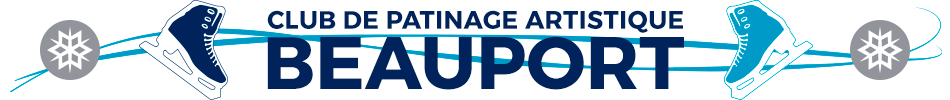 CLUB DE PATINAGE ARTISTIQUE
BEAUPORT